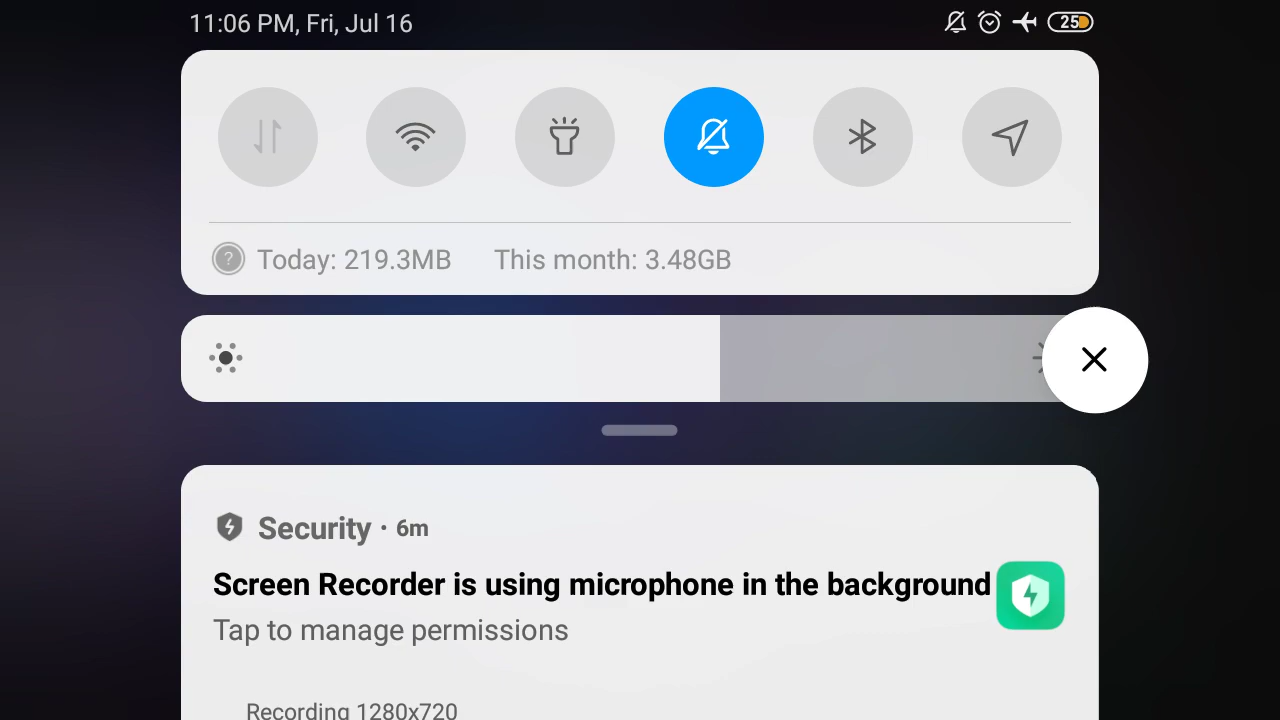 11:06 PM, Fri, Jul 16
25
? Today: 219.3MB This month: 3.48GB
Security · 6m
Screen Recorder is using microphone in the background
Tap to manage permissions
Recording 1280x720